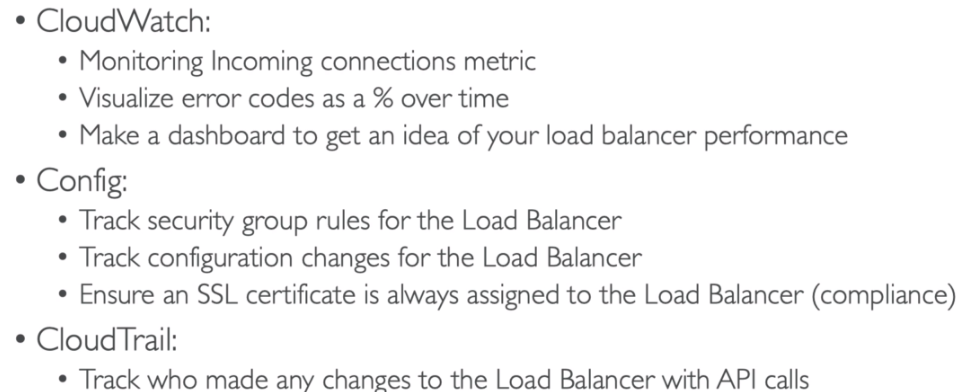 • CloudWatch:
• Monitoring Incoming connections metric
• Visualize error codes as a % over time
• Make a dashboard to get an idea of your load balancer performance
• Config:
• Track security group rules for the Load Balancer
• Track configuration changes for the Load Balancer
• Ensure an SSL certificate is always assigned to the Load Balancer (compliance)
• CloudTrail:
• Track who made any changes to the Load Balancer with API calls